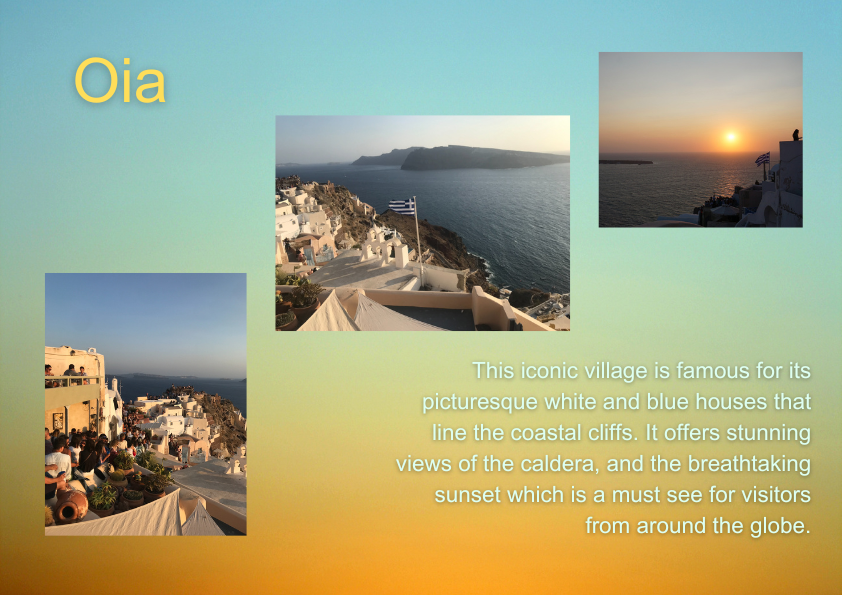 Oia
This iconic village is famous for its
picturesque white and blue houses that
line the coastal cliffs. It offers stunning
views of the caldera, and the breathtaking
sunset which is a must see for visitors
from around the globe.